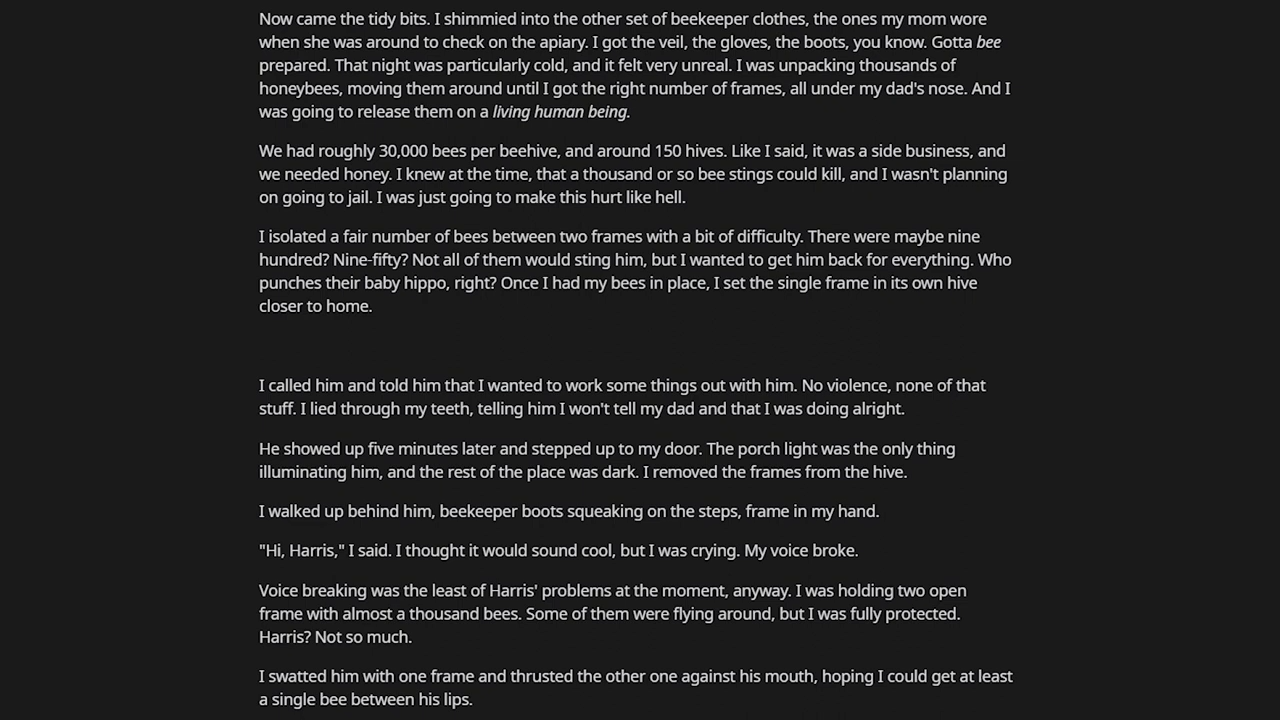 Now came the tidy bits. I shimmied into the other set of beekeeper clothes, the ones my mom wore
when she was around to check on the apiary. I got the veil, the gloves, the boots, you know. Gotta bee
prepared. That night was particularly cold, and it felt very unreal. I was unpacking thousands of
honeybees, moving them around until I got the right number of frames, all under my dad's nose. And I
was going to release them on a living human being.
We had roughly 30,000 bees per beehive, and around 150 hives. Like I said, it was a side business, and
we needed honey. I knew at the time, that a thousand or so bee stings could kill, and I wasn't planning
on going to jail. I was just going to make this hurt like hell.
I isolated a fair number of bees between two frames with a bit of difficulty. There were maybe nine
hundred? Nine-fifty? Not all of them would sting him, but I wanted to get him back for everything. Who
punches their baby hippo, right? Once I had my bees in place, I set the single frame in its own hive
closer to home.
I called him and told him that I wanted to work some things out with him. No violence, none of that
stuff. I lied through my teeth, telling him I won't tell my dad and that I was doing alright.
He showed up five minutes later and stepped up to my door. The porch light was the only thing
illuminating him, and the rest of the place was dark. I removed the frames from the hive.
I walked up behind him, beekeeper boots squeaking on the steps, frame in my hand.
"Hi, Harris," I said. I thought it would sound cool, but I was crying. My voice broke.
Voice breaking was the least of Harris' problems at the moment, anyway. I was holding two open
frame with almost a thousand bees. Some of them were flying around, but I was fully protected.
Harris? Not so much.
I swatted him with one frame and thrusted the other one against his mouth, hoping I could get at least
a single bee between his lips.